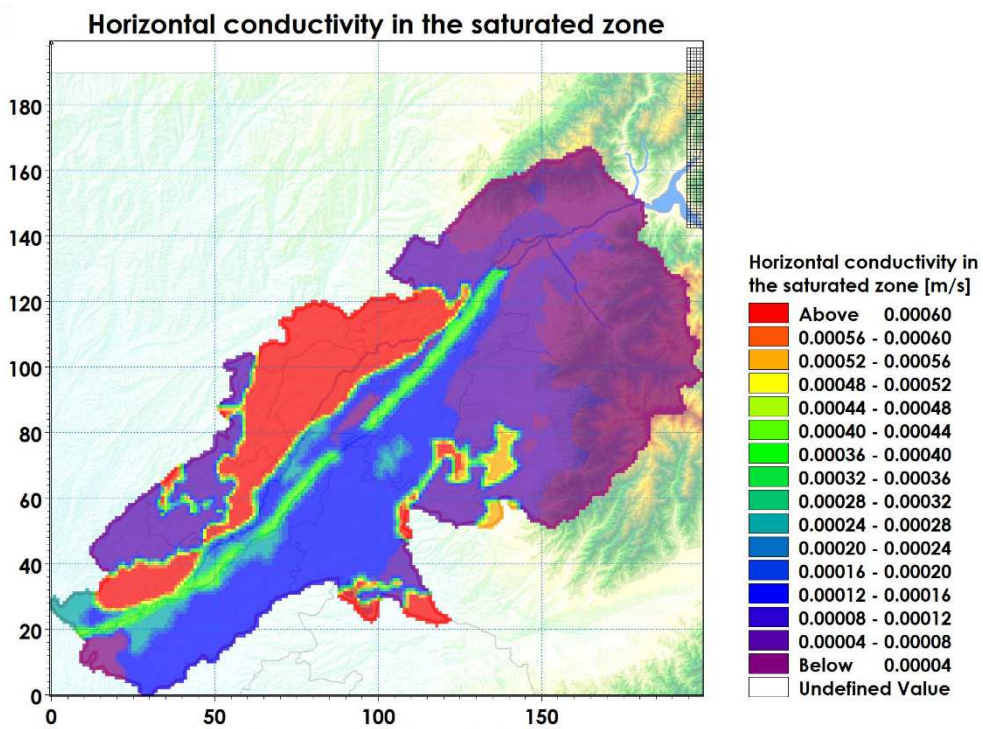 Horizontal conductivity in the saturated zone
180
160
140
120
100
80
60
40
20
0
0 50 100 150
Horizontal conductivity in
the saturated zone [m/s]
Above 0.00060
0.00056 - 0.00060
0.00052 - 0.00056
0.00048 - 0.00052
0.00044 - 0.00048
0.00040 - 0.00044
0.00036 - 0.00040
0.00032 - 0.00036
0.00028 - 0.00032
0.00024 - 0.00028
0.00020 - 0.00024
0.00016 - 0.00020
0.00012 - 0.00016
0.00008 - 0.00012
0.00004 - 0.00008
Below 0.00004
Undefined Value